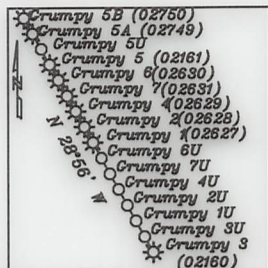 Grumpy 5B (02750)
Grumpy 5A (02749)
Grumpy 5U
Grumpy 5 (02161)
Grumpy 6 (02630)
Grumpy 7 (02631)
Grumpy 4 (02629)
Grumpy 2 (02628)
Grumpy 1 (02627)
Grumpy 6U
Grumpy 7U
Grumpy 4U
Grumpy 2U
Grumpy 1U
Grumpy 3U
Grumpy 3
(02160)
N 28°56' W